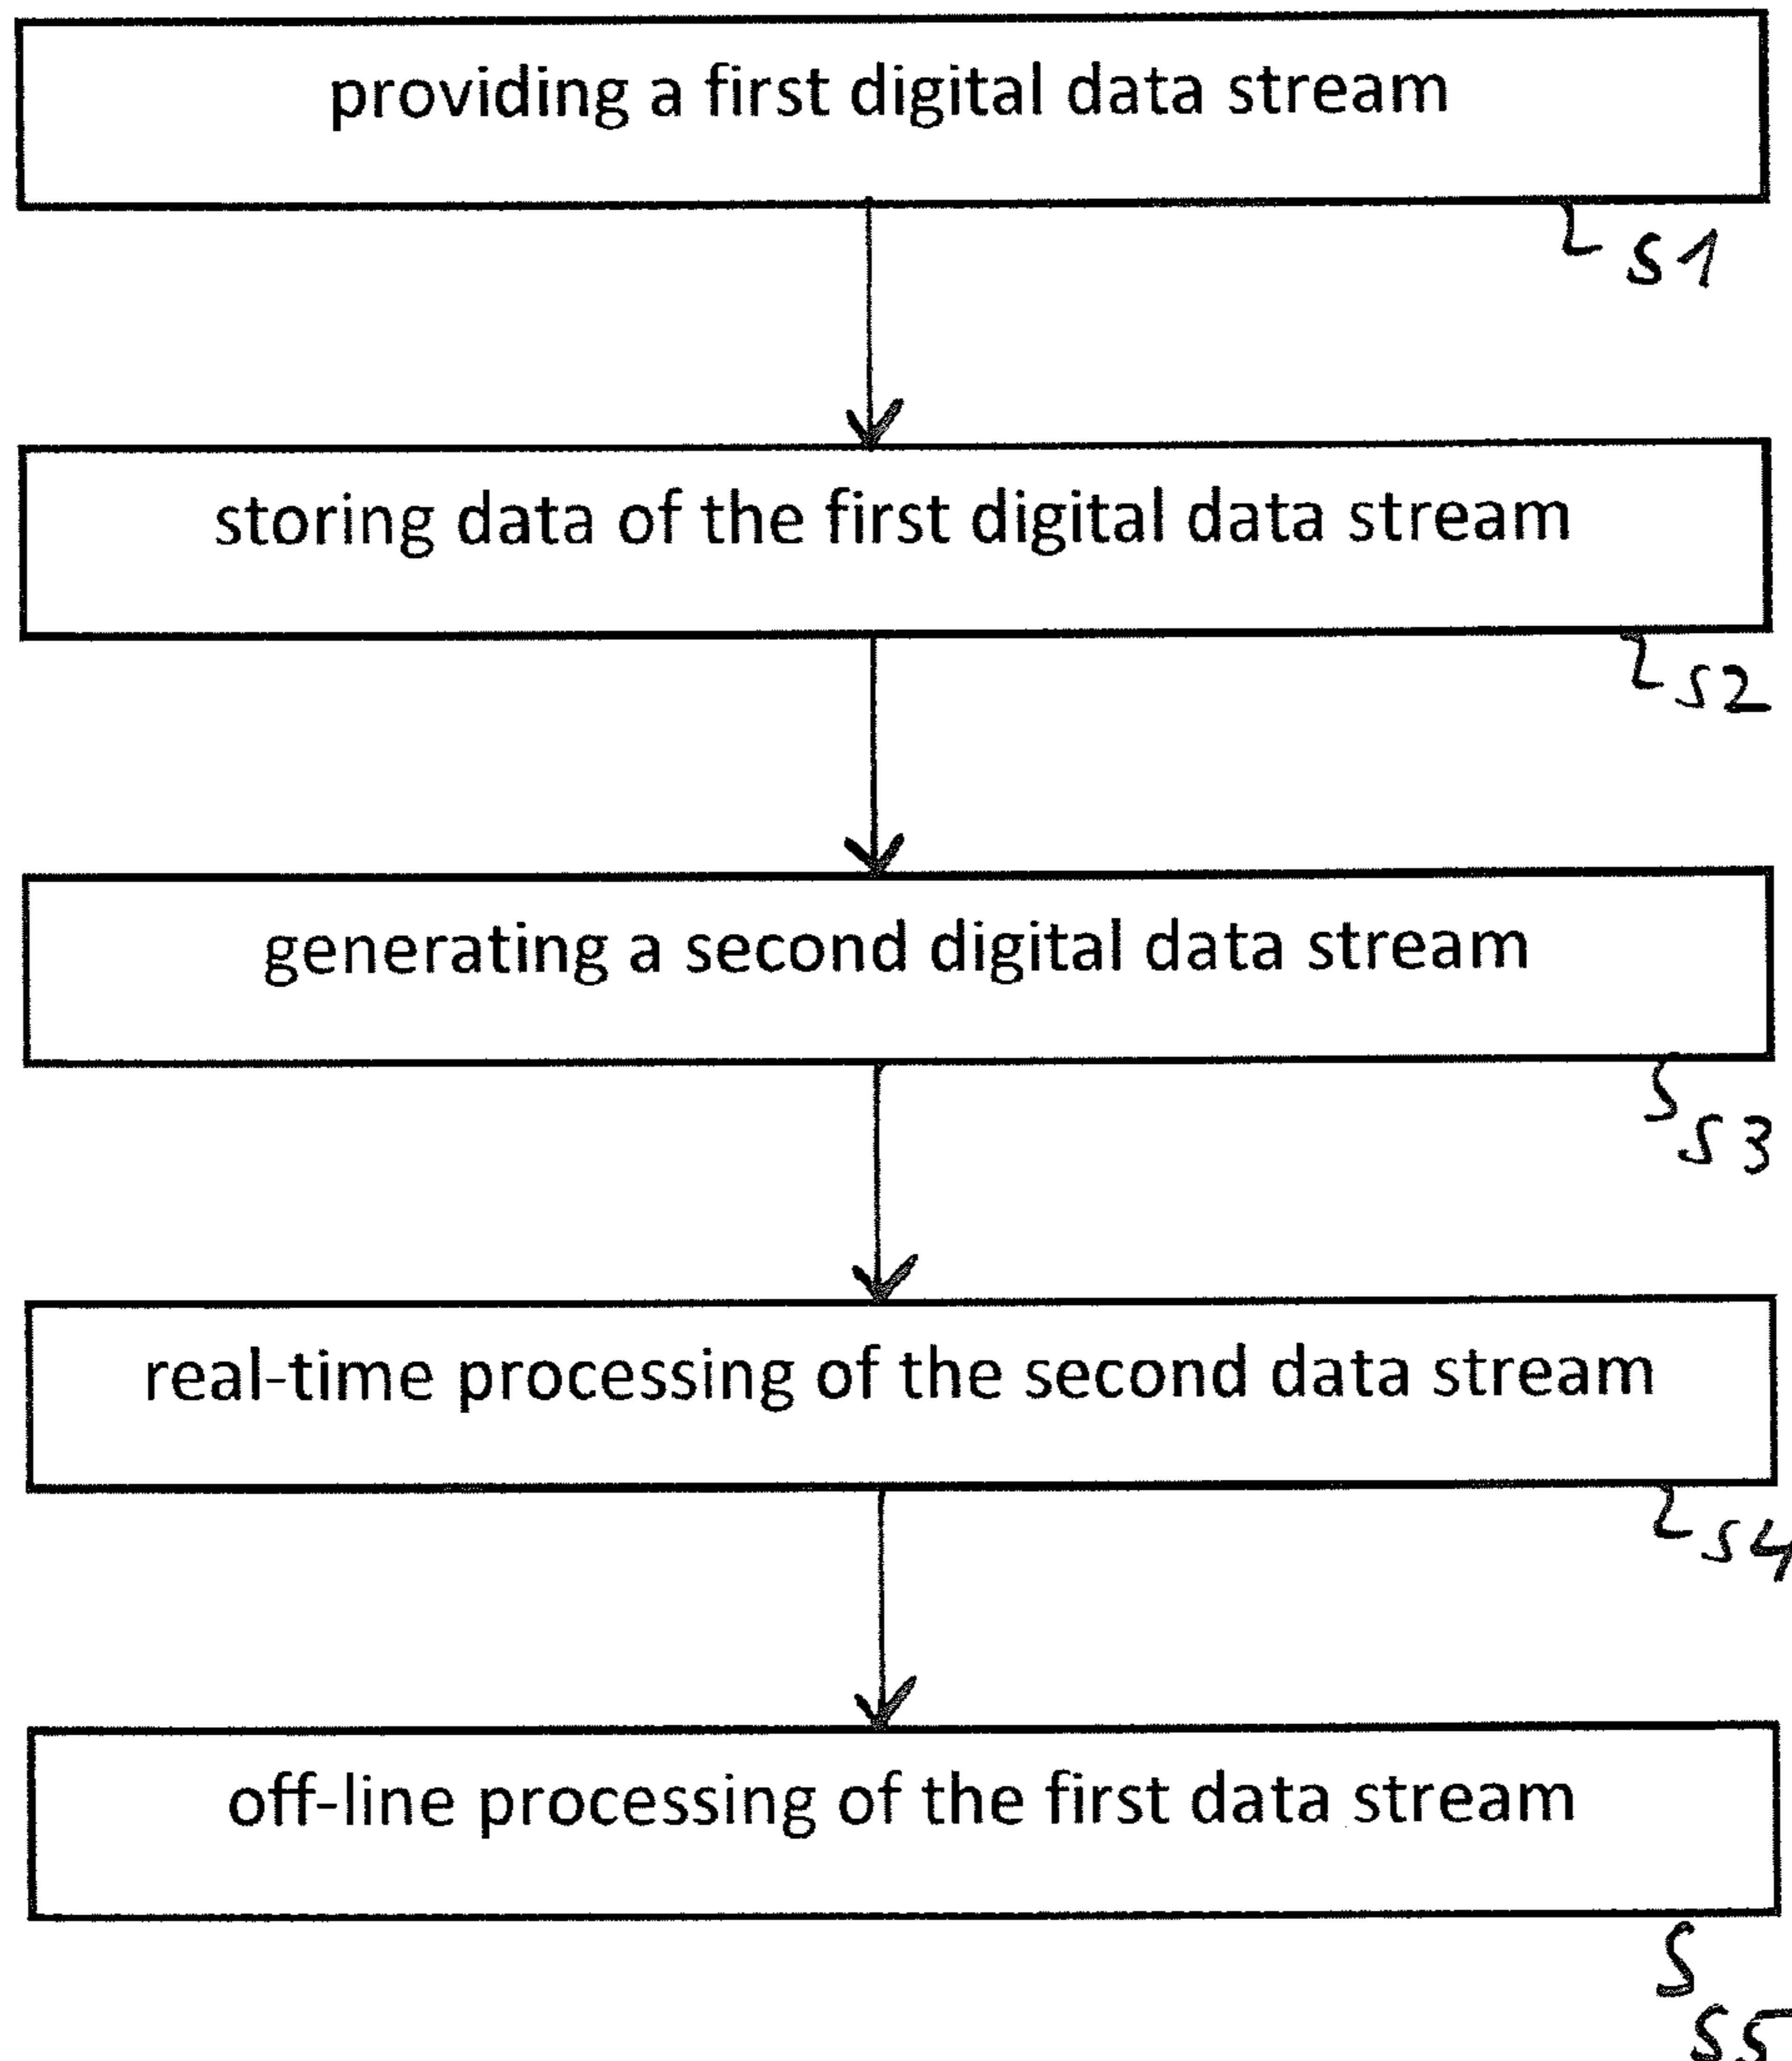 providing a first digital data stream
S1
storing data of the first digital data stream
S2
generating a second digital data stream
S3
real-time processing of the second data stream
S4
off-line processing of the first data stream
S5